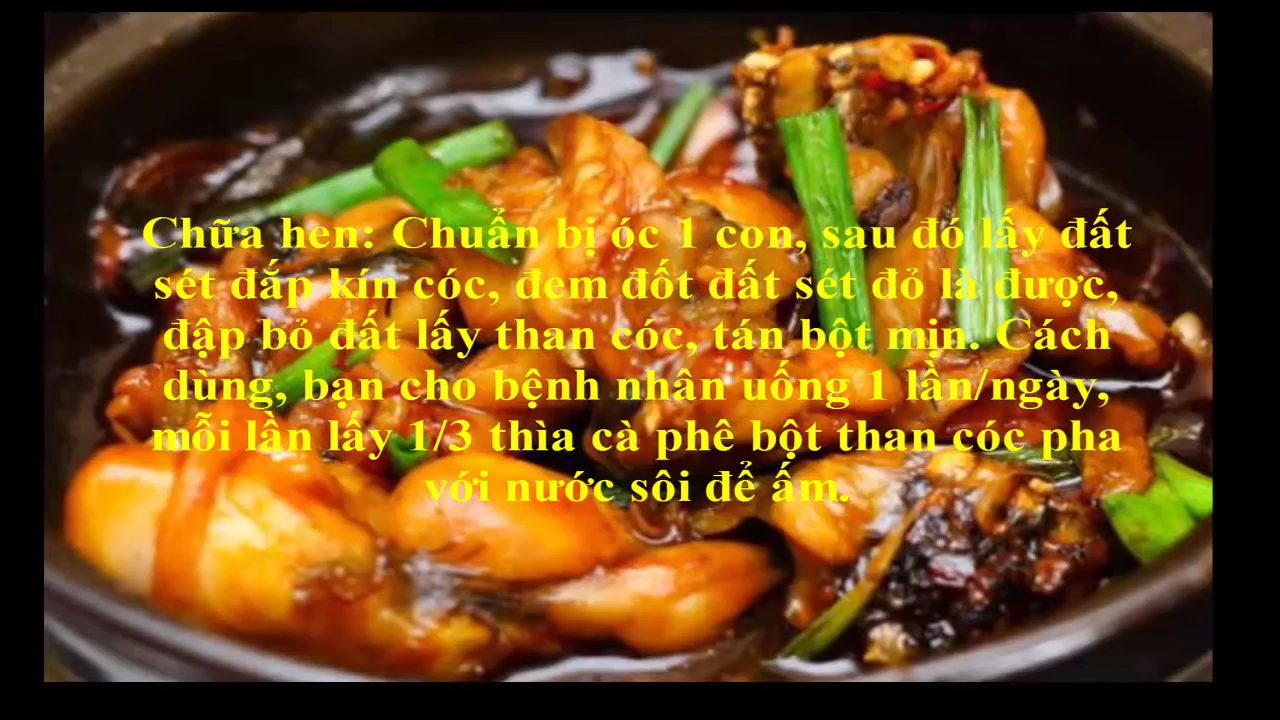 Chữa hen: Chuẩn bị óc 1 con, sau đó lấy đất
sét đắp kín cóc, đem đốt đất sét đỏ là được,
đập bỏ đất lấy than cóc, tán bột mịn. Cách
dùng, bạn cho bệnh nhân uống 1 lần/ngày,
mỗi lần lấy 1/3 thìa cà phê bột than cóc pha
với nước sôi để ấm.